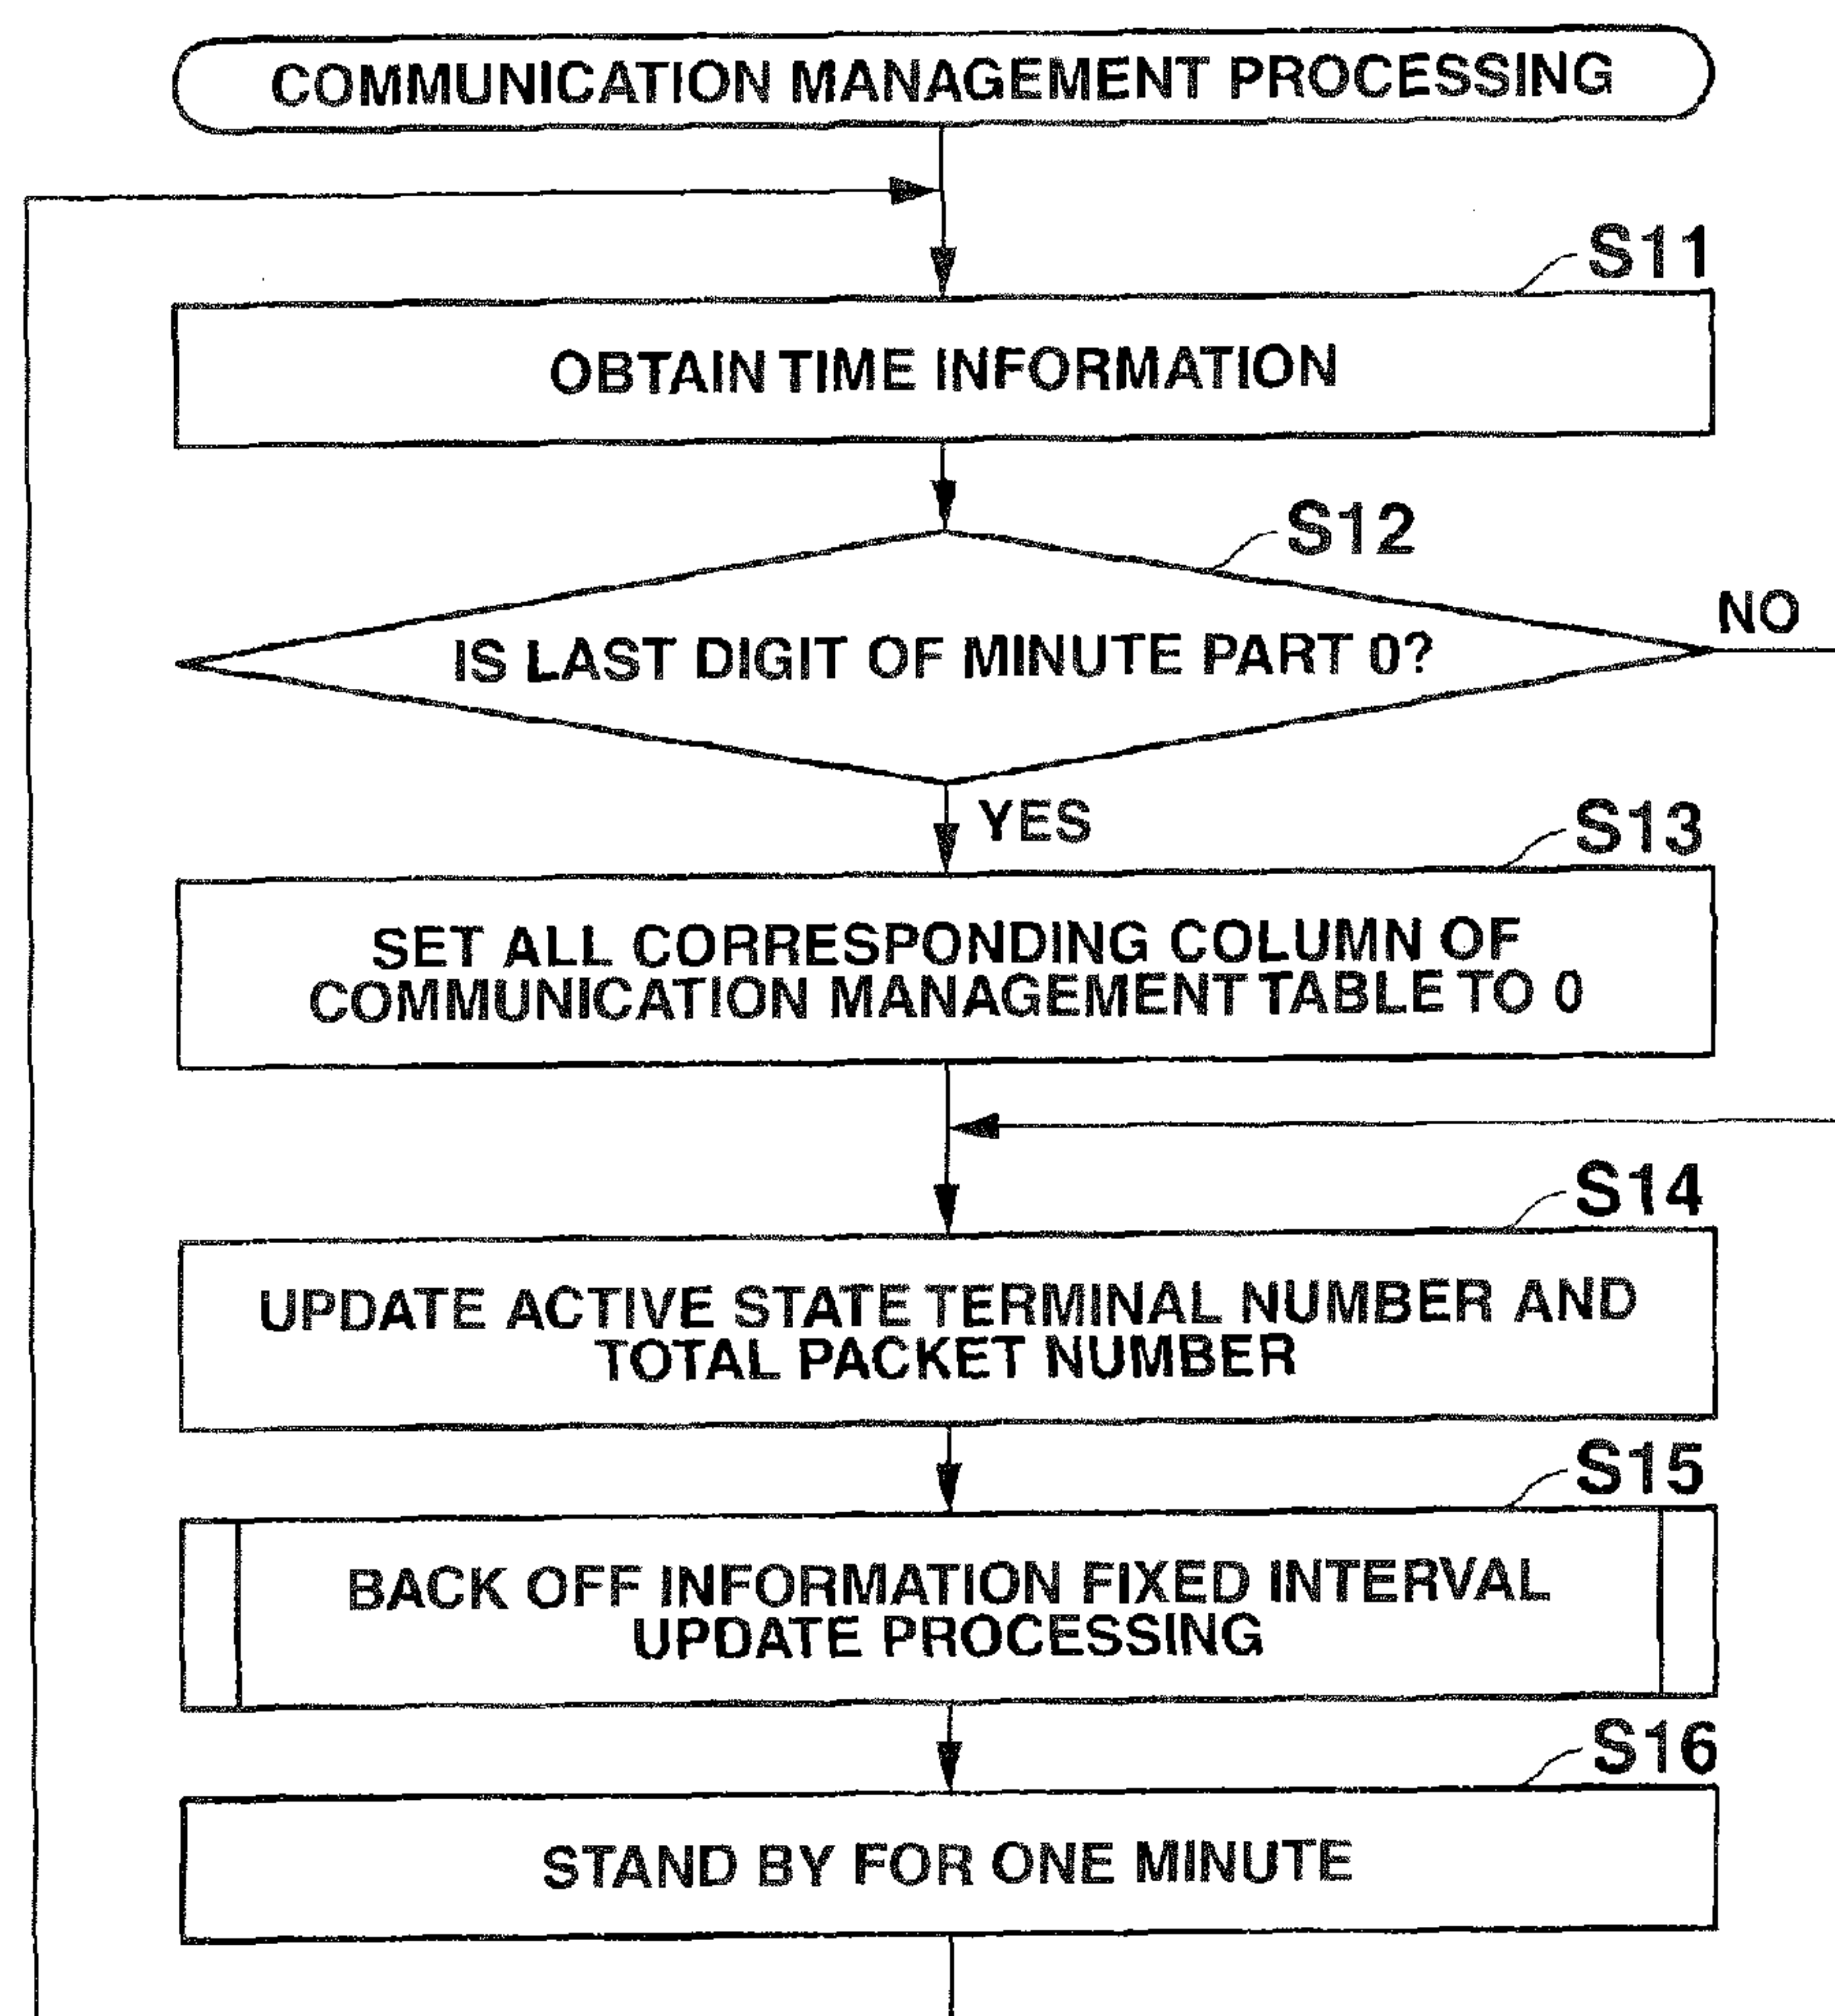 COMMUNICATION MANAGEMENT PROCESSING
S11
OBTAIN TIME INFORMATION
S12
NO
IS LAST DIGIT OF MINUTE PART 0?
YES
S13
SET ALL CORRESPONDING COLUMN OF
COMMUNICATION MANAGEMENT TABLE TO 0
S14
UPDATE ACTIVE STATE TERMINAL NUMBER AND
TOTAL PACKET NUMBER
S15
BACK OFF INFORMATION FIXED INTERVAL
UPDATE PROCESSING
S16
STAND BY FOR ONE MINUTE